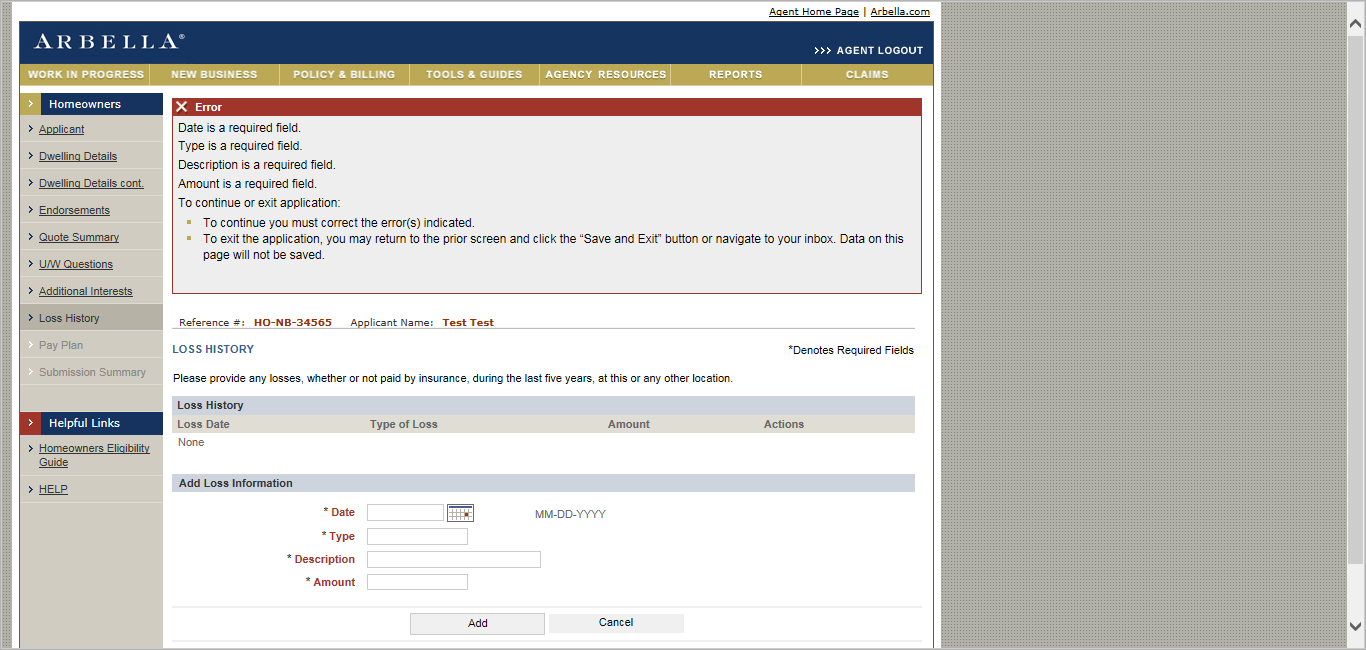 Agent Home Page | Arbella.com
ARBELLA®
>>> AGENT LOGOUT
WORK IN PROGRESS NEW BUSINESS POLICY & BILLING TOOLS & GUIDES AGENCY RESOURCES REPORTS CLAIMS
Homeowners
Applicant
Dwelling Details
Dwelling Details cont.
Endorsements
Quote Summary
U/W Questions
Additional Interests
Loss History
Pay Plan
Submission Summary
Helpful Links
Homeowners Eligibility
Guide
HELP
Error
Date is a required field.
Type is a required field.
Description is a required field.
Amount is a required field.
To continue or exit application:
To continue you must correct the error(s) indicated.
To exit the application, you may return to the prior screen and click the “Save and Exit” button or navigate to your inbox. Data on this
page will not be saved.
Reference #: HO-NB-34565 Applicant Name: Test Test
LOSS HISTORY
*Denotes Required Fields
Please provide any losses, whether or not paid by insurance, during the last five years, at this or any other location.
Loss History
Loss Date Type of Loss Amount Actions
None
Add Loss Information
* Date MM-DD-YYYY
* Type
* Description
* Amount
Add Cancel